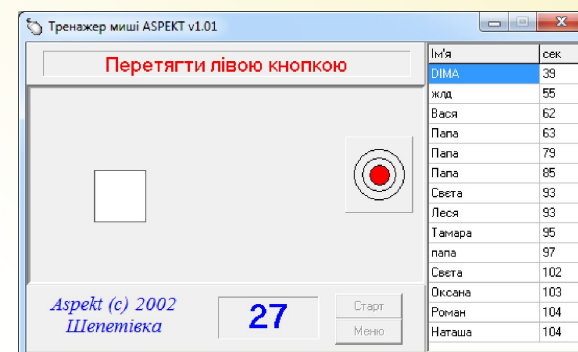 Тренажер миші ASPEKT v1.01
Перетягти лівою кнопкою
Ім'я сек
DIMA 39
жлд 55
Вася 62
Папа 63
Папа 79
Папа 85
Света 93
Леся 93
Тамара 95
папа 97
Света 102
Оксана 103
Роман 104
Наташа 104
Aspekt (c) 2002
Шепетівка
27
Старт
Меню